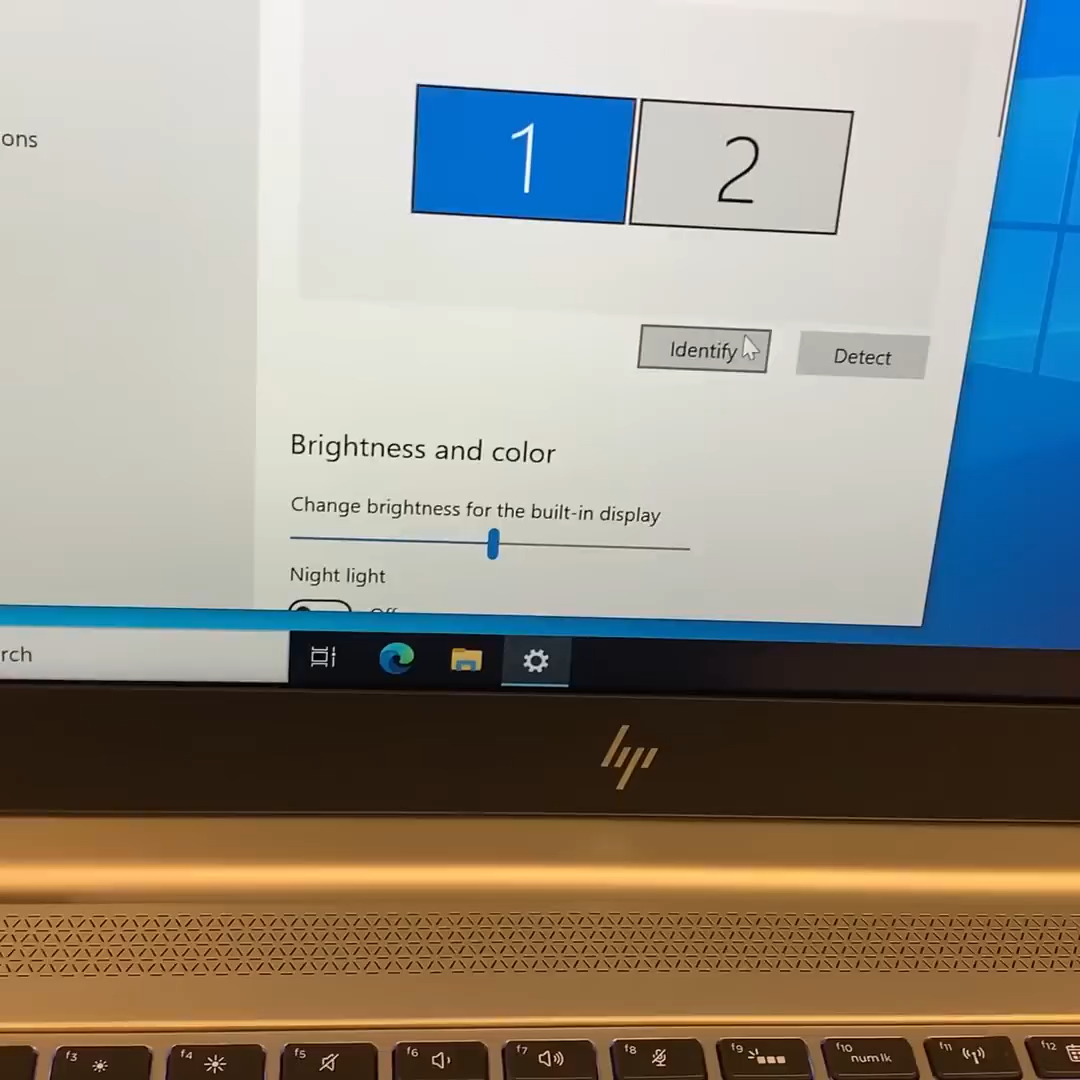 ons
1
2
Identify
Detect
Brightness and color
Change brightness for the built-in display
Night light
Off
rch
hp
f3
f4
f5
f6
f7
f8
f9
f10
num lk
f11
f12